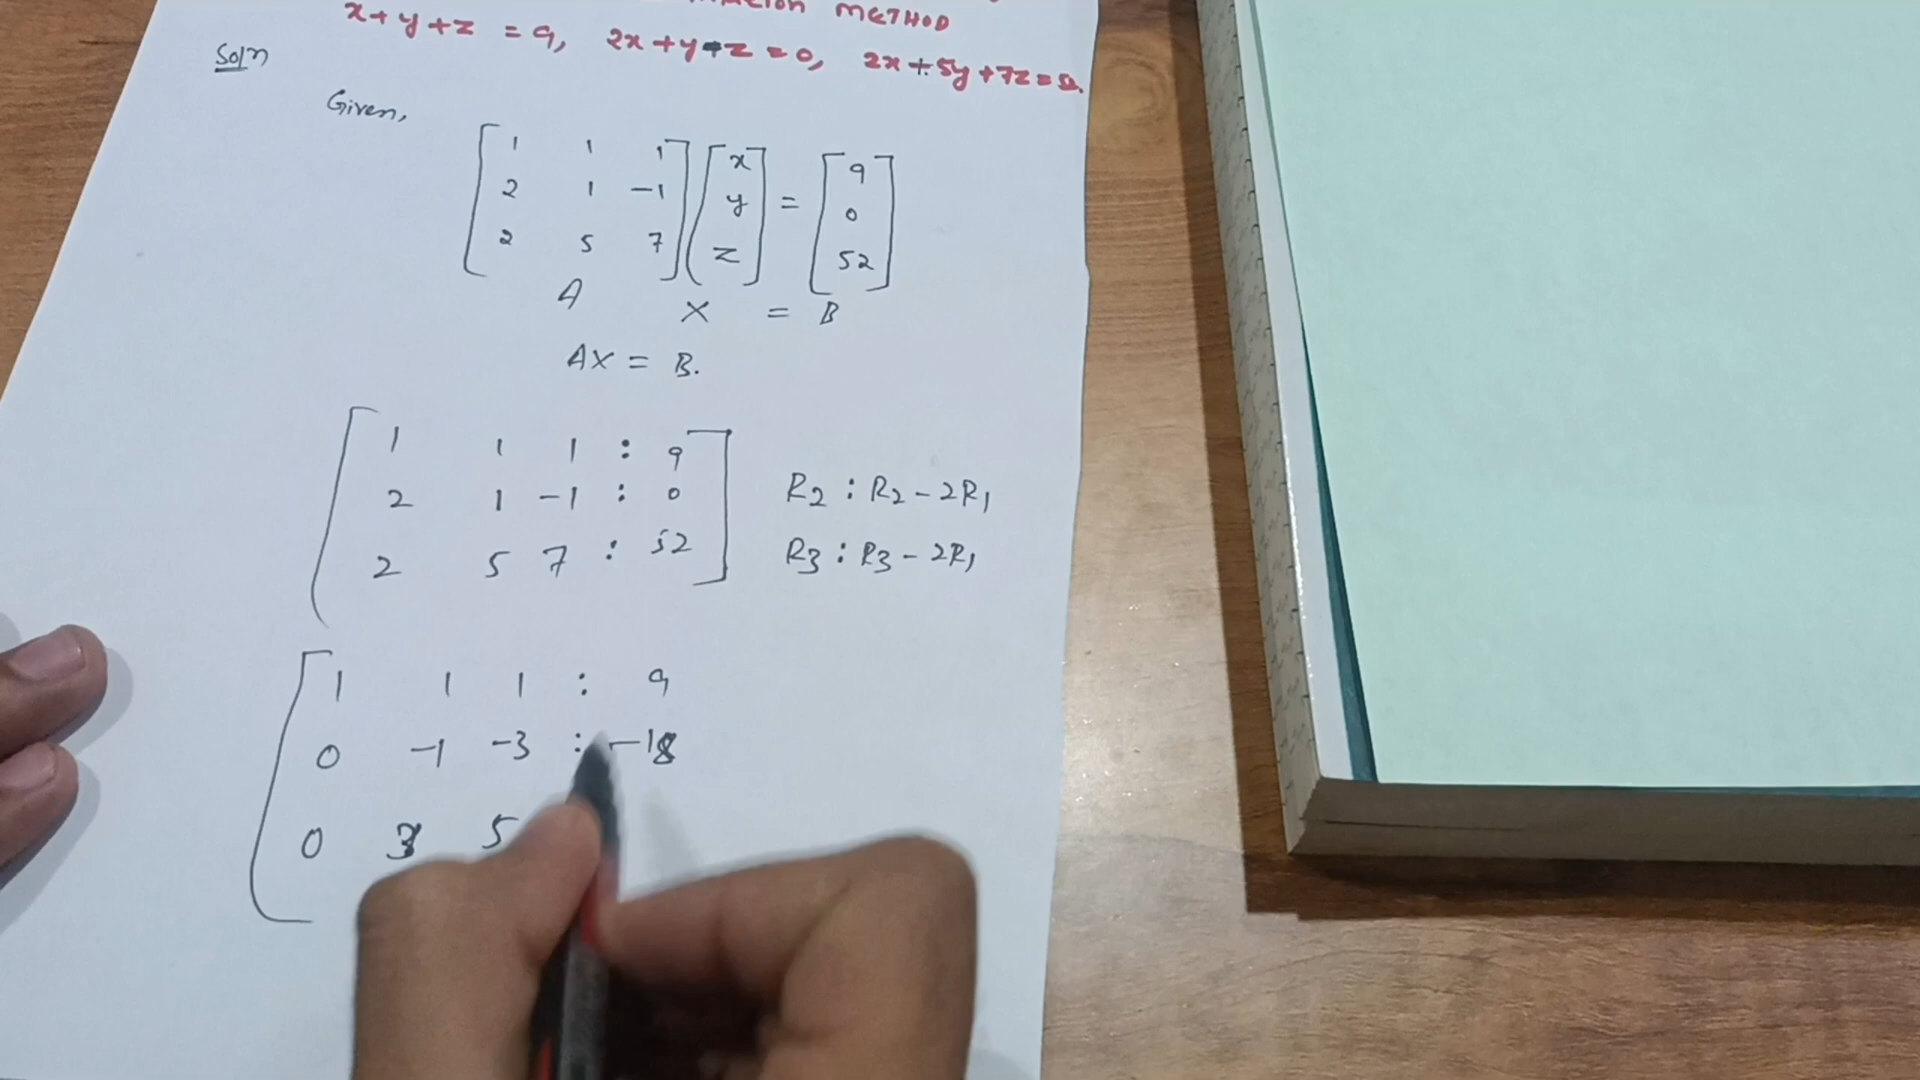 METHOD
x+y+z = 9, 2x+y-z = 0, 2x+5y+7z=52.
Soln
Given,
[1 1 1] [x] = [9]
[2 1 -1] [y] [0]
[2 5 7] [z] [52]
A X = B
AX = B.
[1 1 1 : 9]
[2 1 -1 : 0] R2 : R2 - 2R1
[2 5 7 : 52] R3 : R3 - 2R1
[1 1 1 : 9
0 -1 -3 : -18
0 3 5